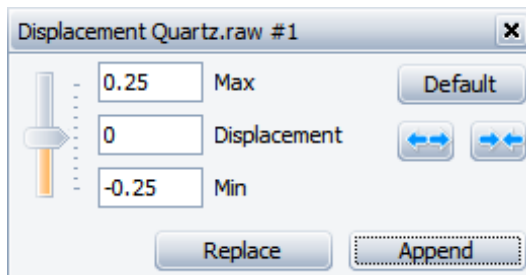 Displacement Quartz.raw #1
0.25 Max Default
0 Displacement
-0.25 Min
Replace Append